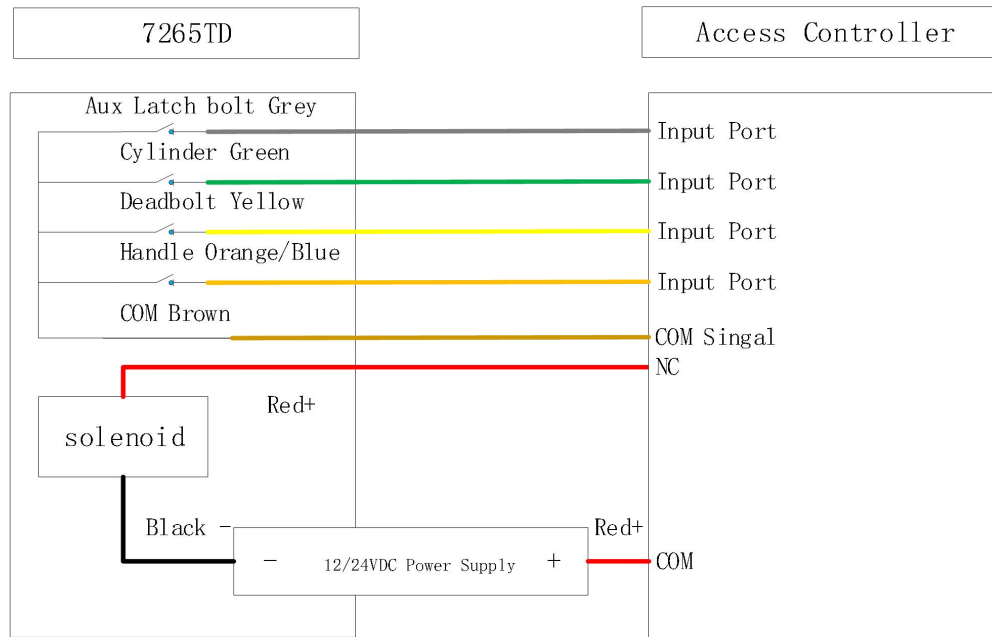 7265TD
Access Controller
Aux Latch bolt Grey
Input Port
Cylinder Green
Input Port
Deadbolt Yellow
Input Port
Handle Orange/Blue
Input Port
COM Brown
COM Singal
NC
Red+
solenoid
Black -
Red+
- 12/24VDC Power Supply +
COM